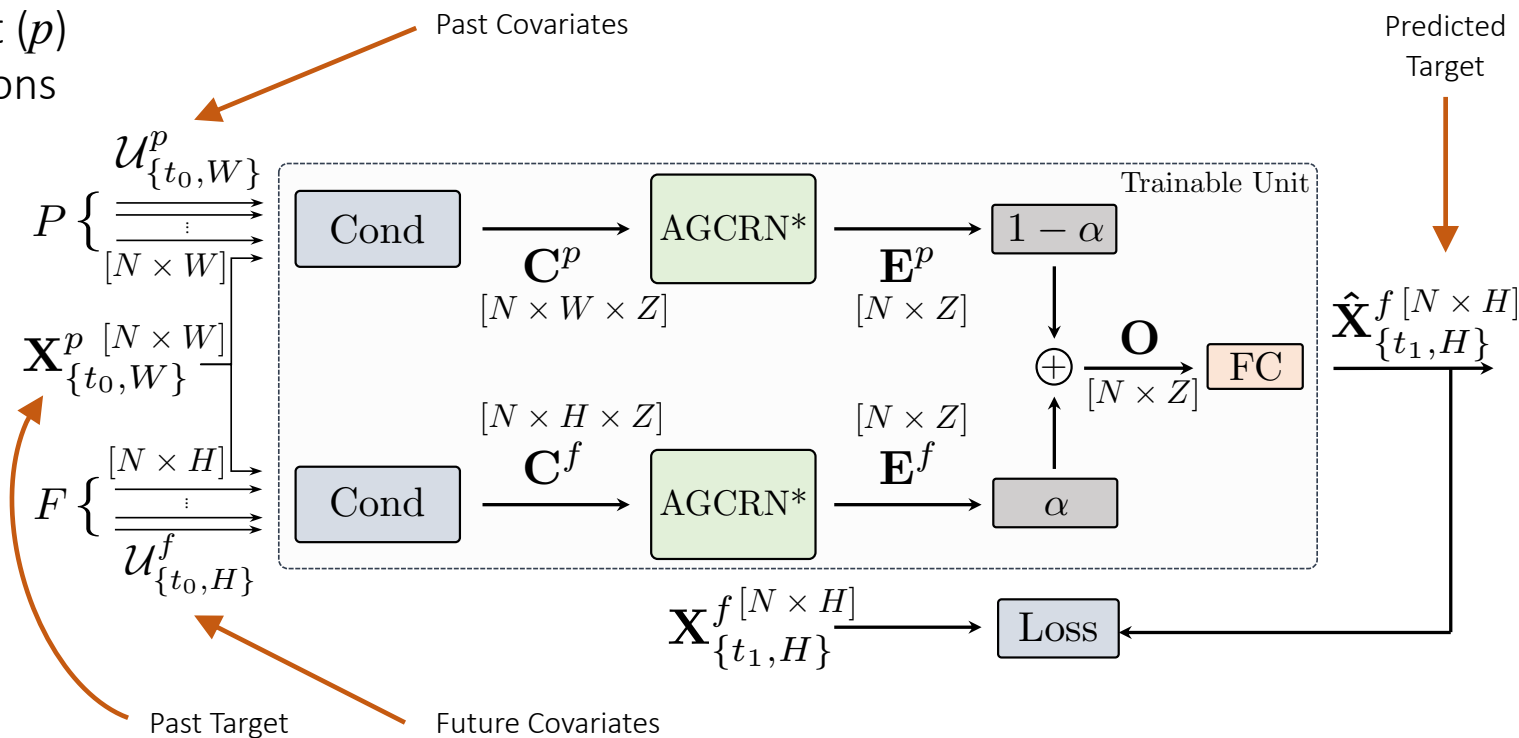 t (p)
ons
Past Covariates
Predicted
Target
𝒰^p_{t_0, W}
Trainable Unit
P {
Cond
AGCRN*
1 − α
[N × W]
C^p
E^p
[N × W × Z]
[N × Z]
X^p_{t_0, W} [N × W]
+
O
[N × Z]
FC
X̂^f_{t_1, H} [N × H]
[N × H × Z]
[N × Z]
[N × H]
C^f
E^f
F {
Cond
AGCRN*
α
𝒰^f_{t_0, H}
X^f_{t_1, H} [N × H]
Loss
Past Target
Future Covariates